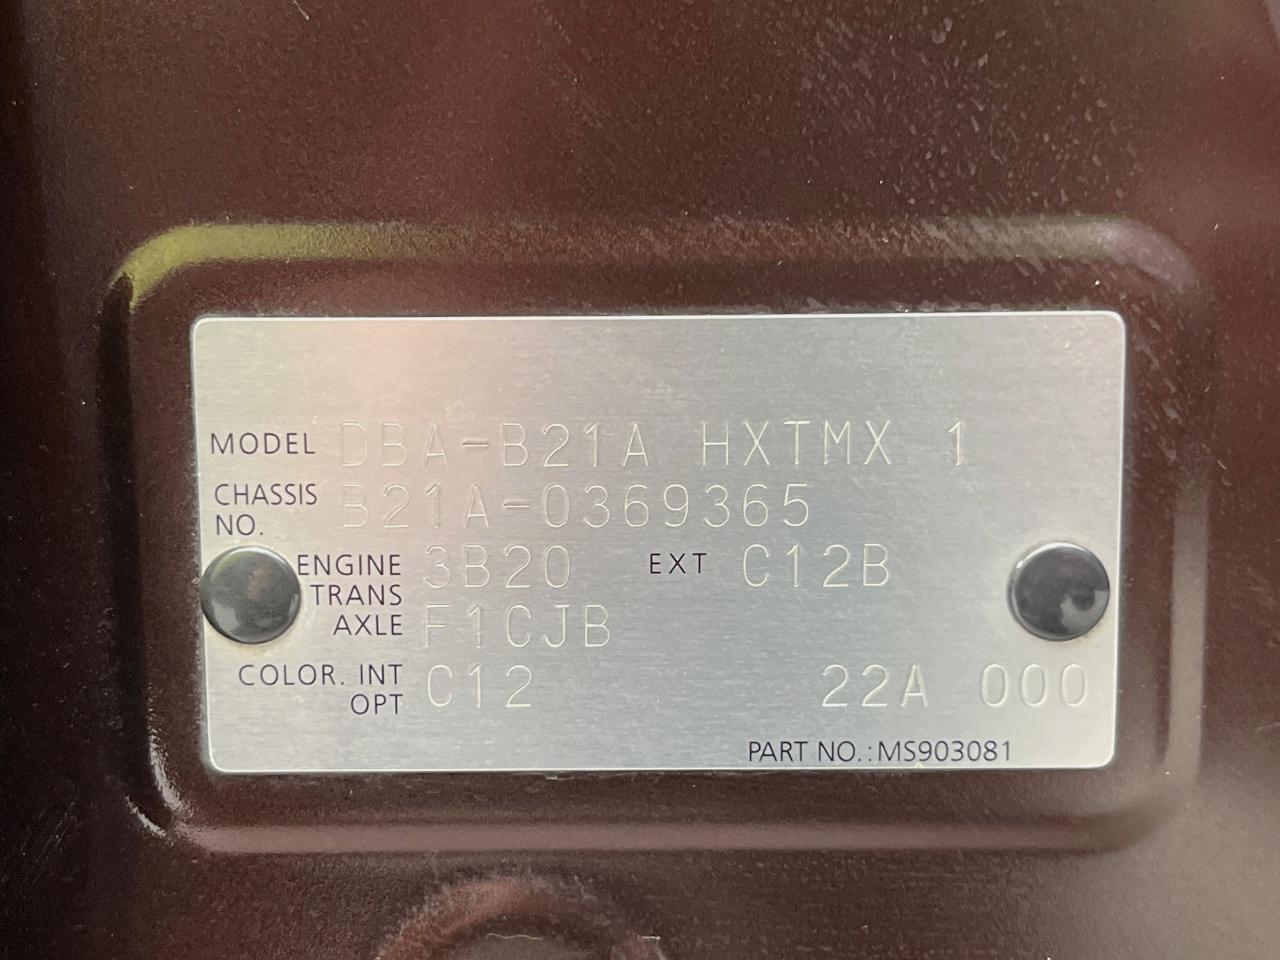 MODEL DBA-B21A HXTMX 1
CHASSIS NO. B21A-0369365
ENGINE 3B20 EXT C12B
TRANS AXLE F1CJB
COLOR. INT OPT C12 22A 000
PART NO.: MS903081